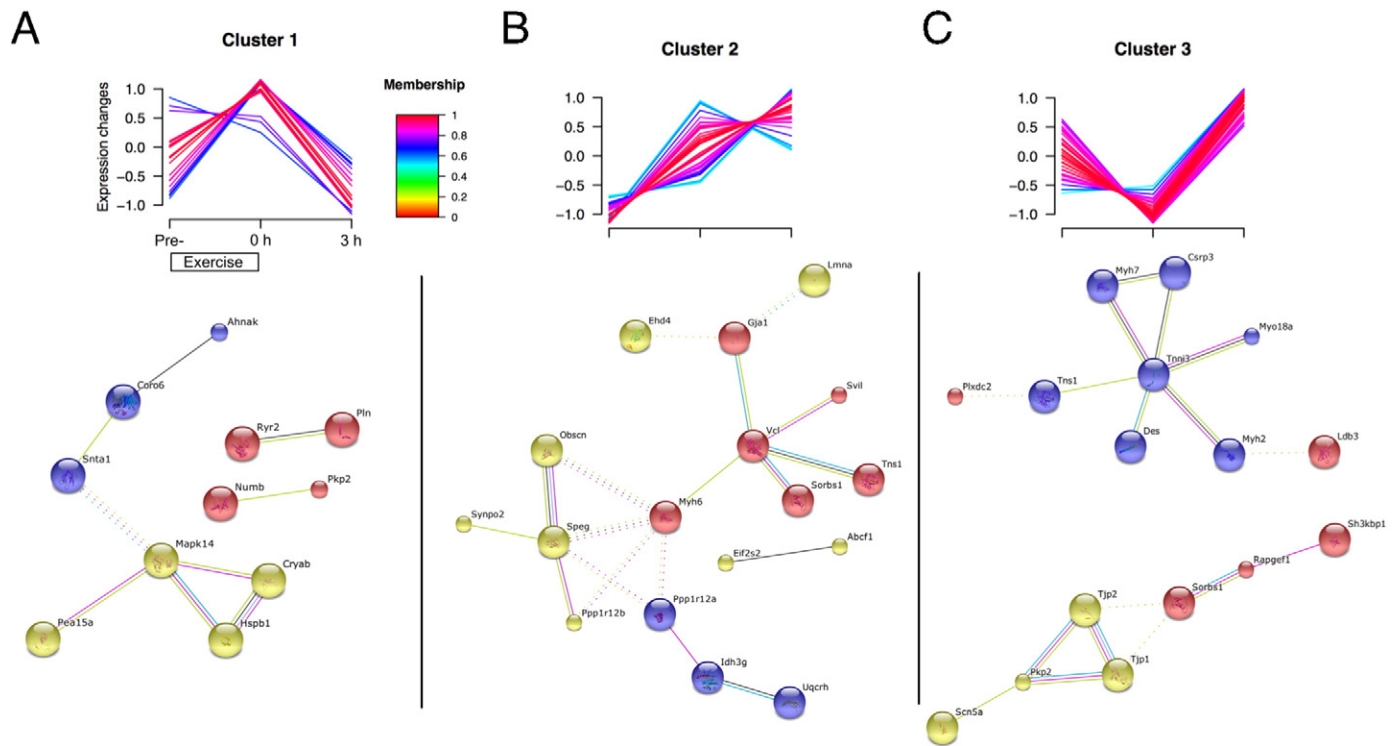 A
B
C
Cluster 1
Cluster 2
Cluster 3
Membership
Expression changes
1.0
0.5
0.0
−0.5
−1.0
1
0.8
0.6
0.4
0.2
0
1.0
0.5
0.0
−0.5
−1.0
1.0
0.5
0.0
−0.5
−1.0
Pre-
0 h
3 h
Exercise
Ahnak
Coro6
Snta1
Ryr2
Pln
Numb
Pkp2
Mapk14
Cryab
Pea15a
Hspb1
Lmna
Ehd4
Gja1
Svil
Vcl
Obscn
Tns1
Sorbs1
Myh6
Synpo2
Speg
Abcf1
Eif2s2
Ppp1r12b
Ppp1r12a
Idh3g
Uqcrh
Myh7
Csrp3
Myo18a
Tnni3
Plxdc2
Tns1
Des
Myh2
Ldb3
Sh3kbp1
Rapgef1
Sorbs1
Tjp2
Tjp1
Pkp2
Scn5a